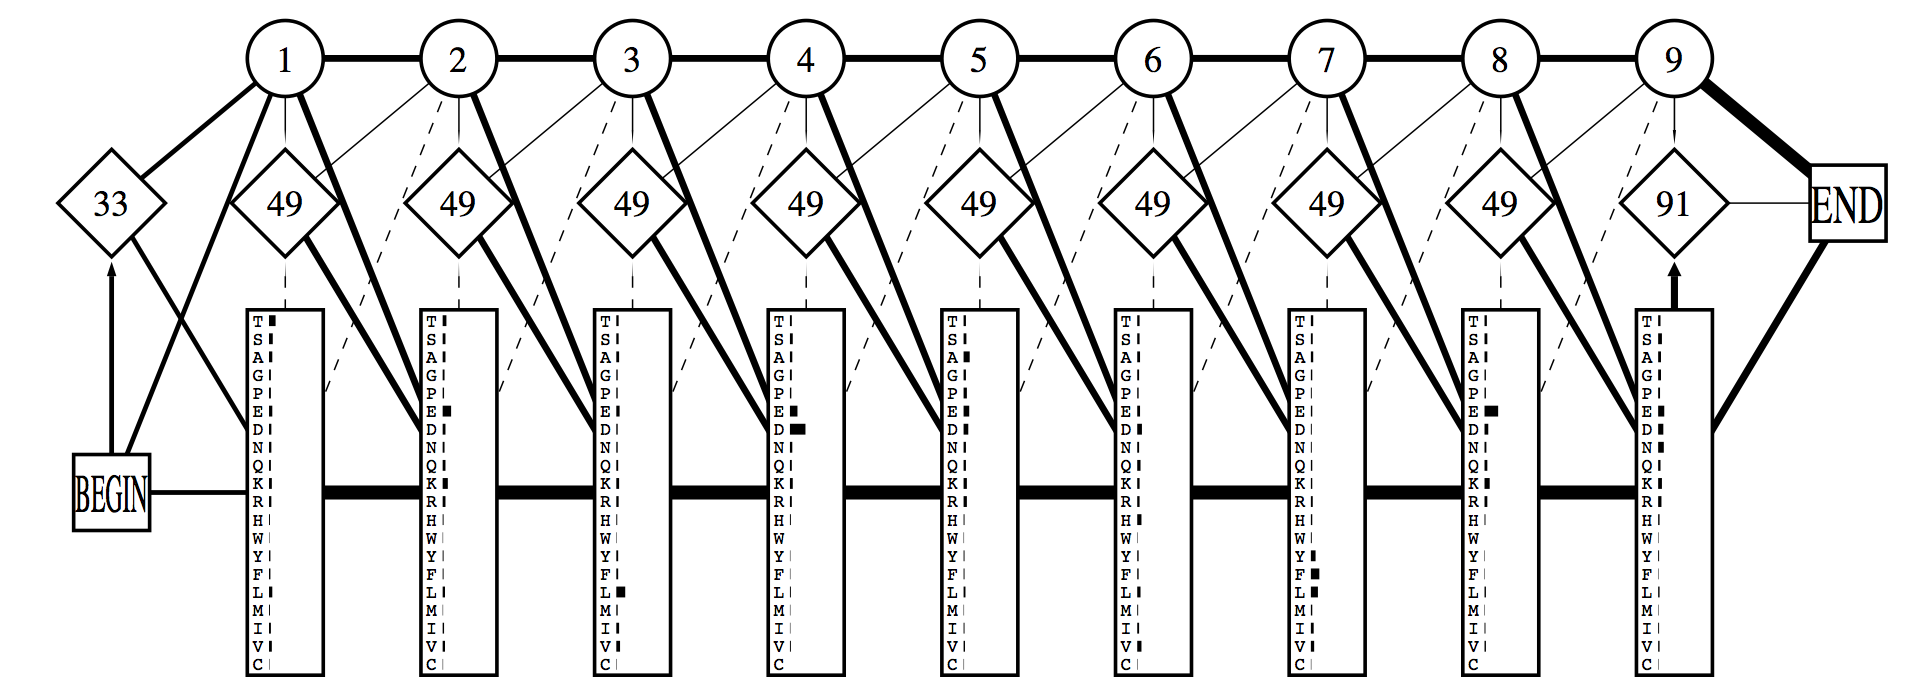 1 2 3 4 5 6 7 8 9
33 49 49 49 49 49 49 49 49 91 END
T T T T T T T T T
S S S S S S S S S
A A A A A A A A A
G G G G G G G G G
P P P P P P P P P
E E E E E E E E E
D D D D D D D D D
N N N N N N N N N
Q Q Q Q Q Q Q Q Q
BEGIN K K K K K K K K K
R R R R R R R R R
H H H H H H H H H
W W W W W W W W W
Y Y Y Y Y Y Y Y Y
F F F F F F F F F
L L L L L L L L L
M M M M M M M M M
I I I I I I I I I
V V V V V V V V V
C C C C C C C C C